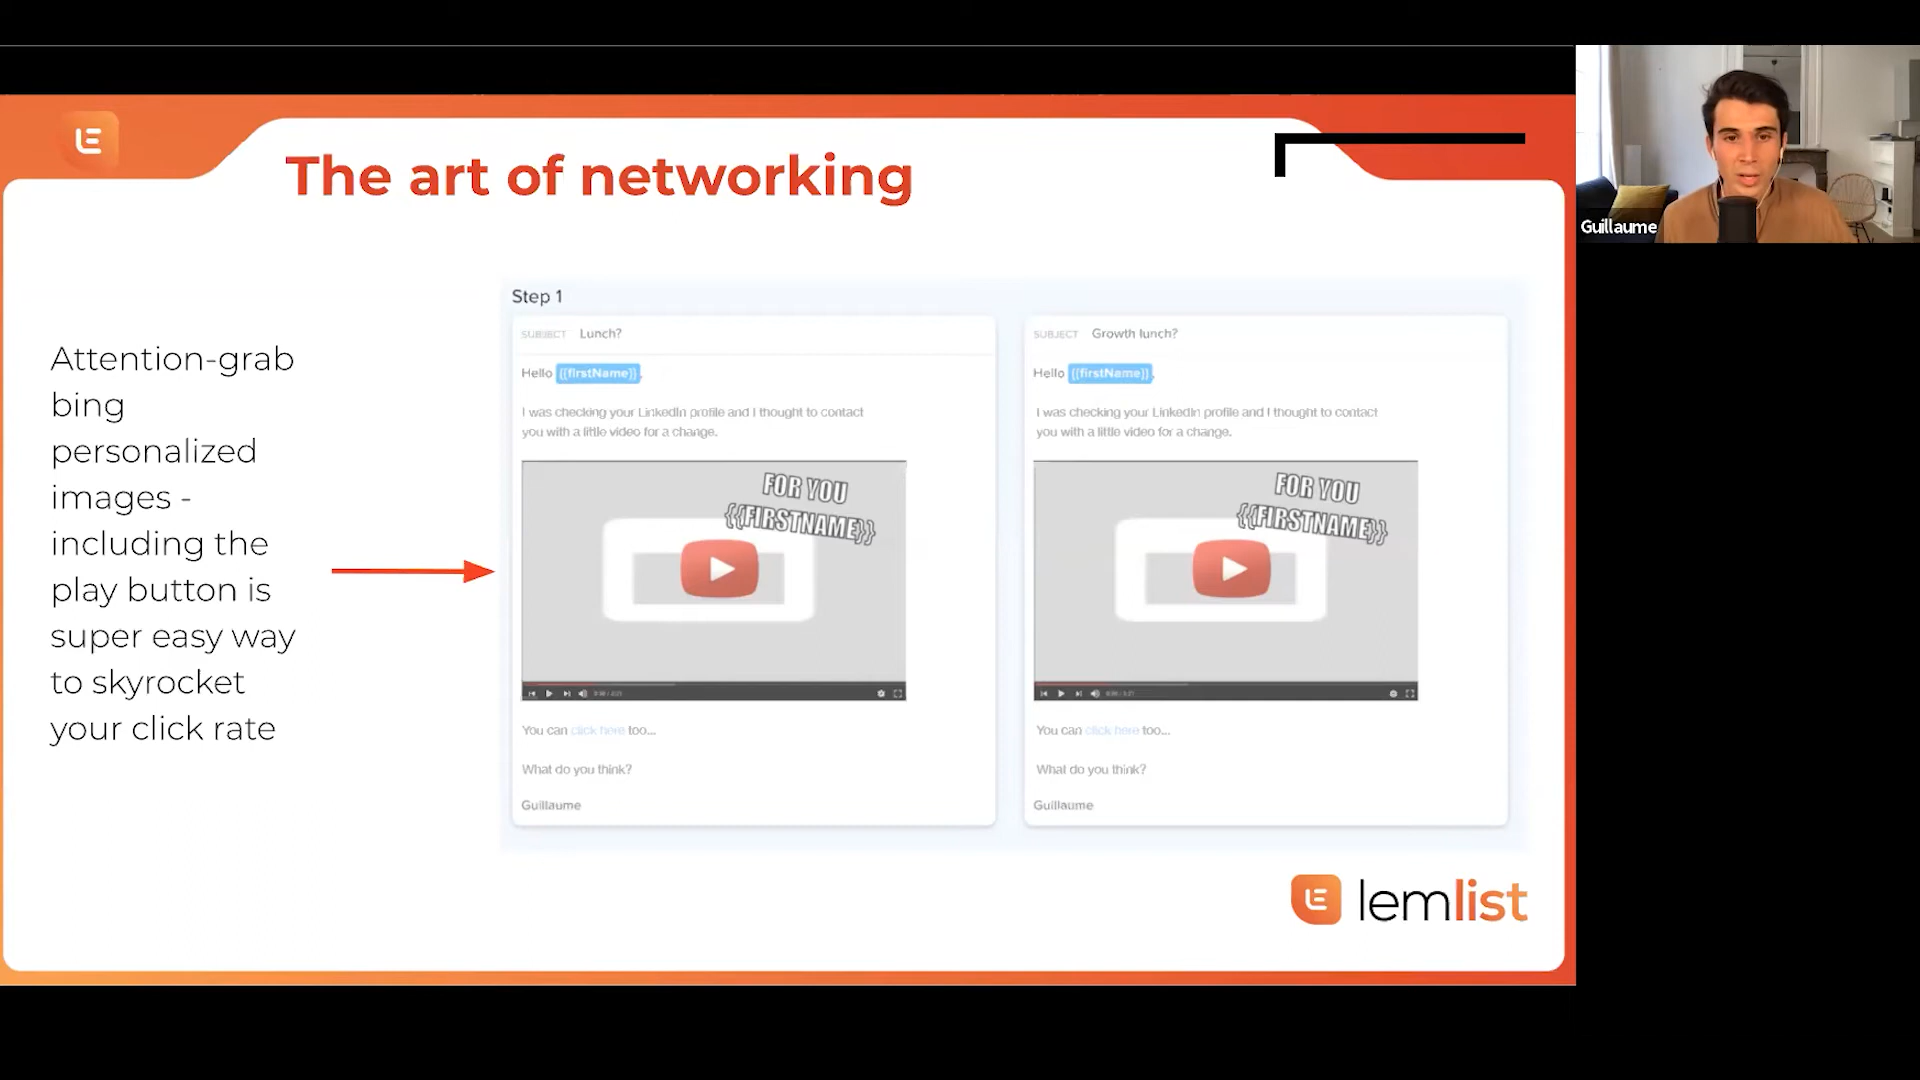 The art of networking
Guillaume
Attention-grab
bing
personalized
images -
including the
play button is
super easy way
to skyrocket
your click rate
Step 1
SUBJECT Lunch?
Hello {{firstName}},
I was checking your LinkedIn profile and I thought to contact
you with a little video for a change.
FOR YOU
{{FIRSTNAME}}
You can click here too...
What do you think?
Guillaume
SUBJECT Growth lunch?
Hello {{firstName}},
I was checking your LinkedIn profile and I thought to contact
you with a little video for a change.
FOR YOU
{{FIRSTNAME}}
You can click here too...
What do you think?
Guillaume
lemlist